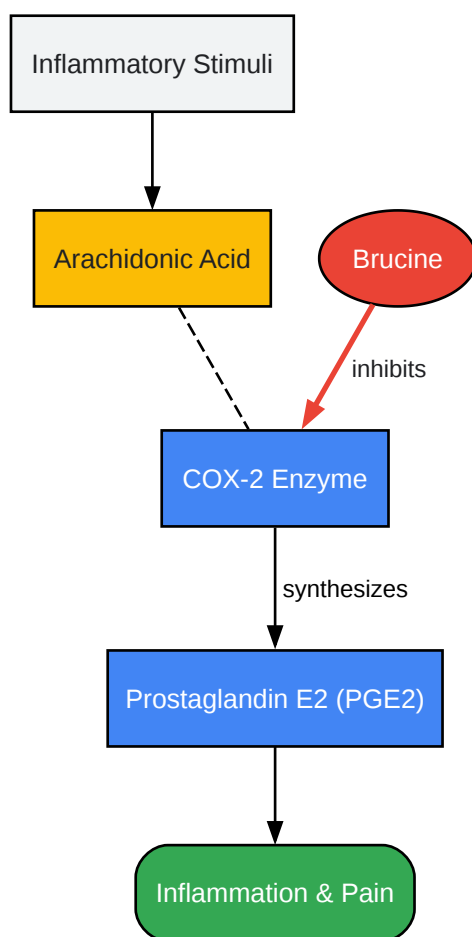 Inflammatory Stimuli
Arachidonic Acid
Brucine
inhibits
COX-2 Enzyme
synthesizes
Prostaglandin E2 (PGE2)
Inflammation & Pain